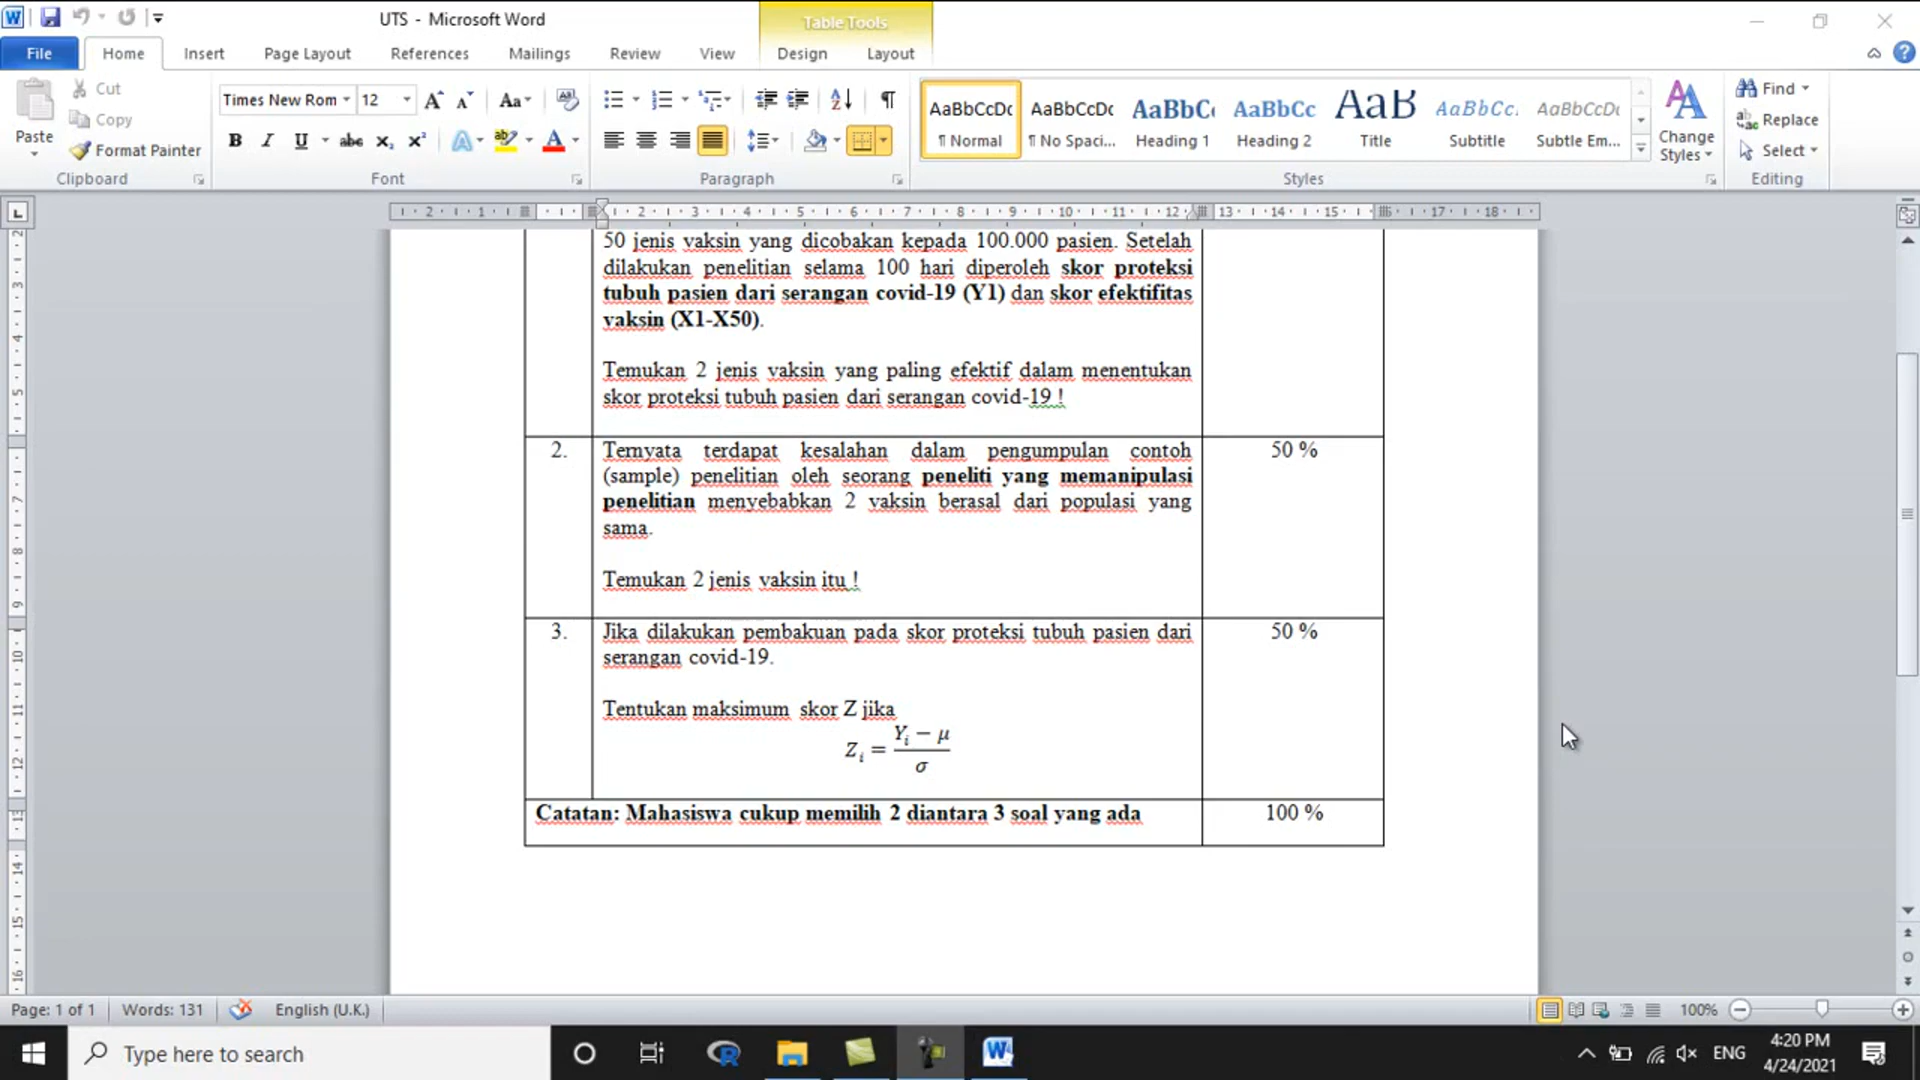 UTS - Microsoft Word
Table Tools
File Home Insert Page Layout References Mailings Review View Design Layout
Paste
Cut
Copy
Format Painter
Clipboard
Times New Rom 12
Font
Paragraph
AaBbCcDc AaBbCcDc AaBbC AaBbCc AaB AaBbCc. AaBbCcDc
¶ Normal ¶ No Spaci... Heading 1 Heading 2 Title Subtitle Subtle Em...
Change Styles
Styles
Find
Replace
Select
Editing
50 jenis vaksin yang dicobakan kepada 100.000 pasien. Setelah
dilakukan penelitian selama 100 hari diperoleh skor proteksi
tubuh pasien dari serangan covid-19 (Y1) dan skor efektifitas
vaksin (X1-X50).
Temukan 2 jenis vaksin yang paling efektif dalam menentukan
skor proteksi tubuh pasien dari serangan covid-19 !
2. Ternyata terdapat kesalahan dalam pengumpulan contoh 50 %
(sample) penelitian oleh seorang peneliti yang memanipulasi
penelitian menyebabkan 2 vaksin berasal dari populasi yang
sama.
Temukan 2 jenis vaksin itu !
3. Jika dilakukan pembakuan pada skor proteksi tubuh pasien dari 50 %
serangan covid-19.
Tentukan maksimum skor Z jika
Zi = (Yi − μ) / σ
Catatan: Mahasiswa cukup memilih 2 diantara 3 soal yang ada 100 %
Page: 1 of 1 Words: 131 English (U.K.) 100%
Type here to search
ENG
4:20 PM
4/24/2021